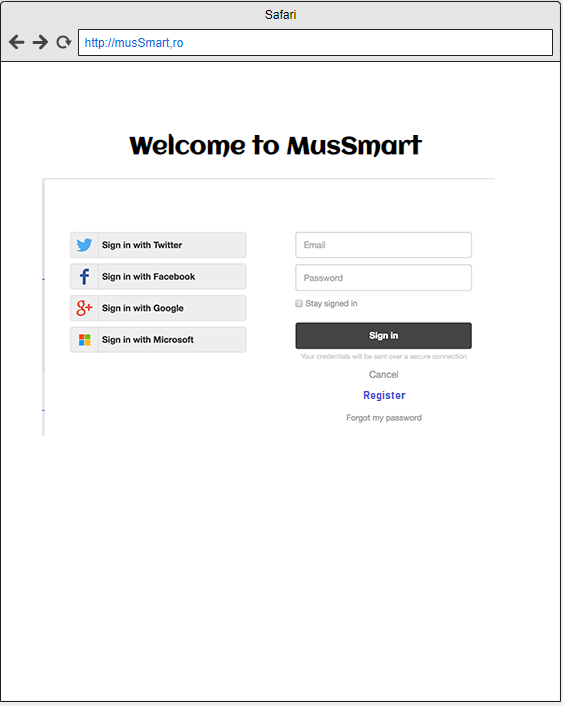 Safari
http://musSmart,ro
Welcome to MusSmart
Sign in with Twitter
Sign in with Facebook
Sign in with Google
Sign in with Microsoft
Email
Password
Stay signed in
Sign in
Your credentials will be sent over a secure connection
Cancel
Register
Forgot my password